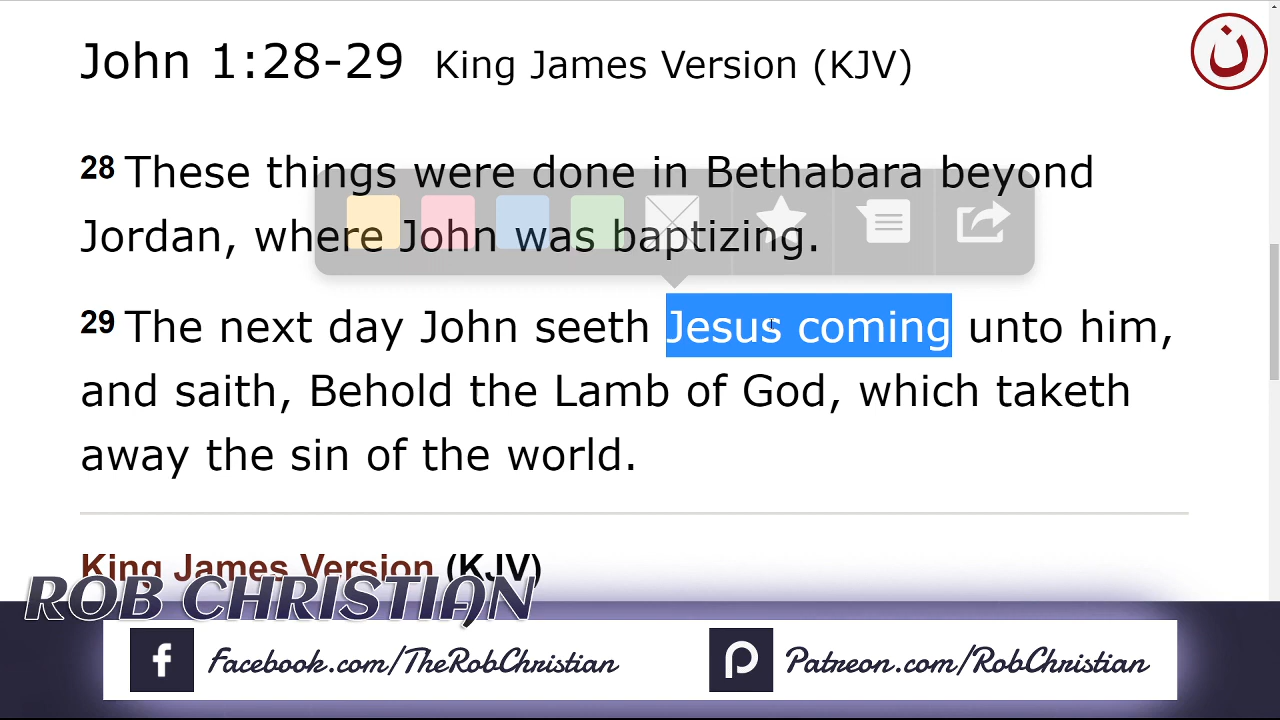 John 1:28-29 King James Version (KJV)
ن
28 These things were done in Bethabara beyond
Jordan, where John was baptizing.
29 The next day John seeth Jesus coming unto him,
and saith, Behold the Lamb of God, which taketh
away the sin of the world.
King James Version (KJV)
ROB CHRISTIAN
Facebook.com/TheRobChristian
Patreon.com/RobChristian